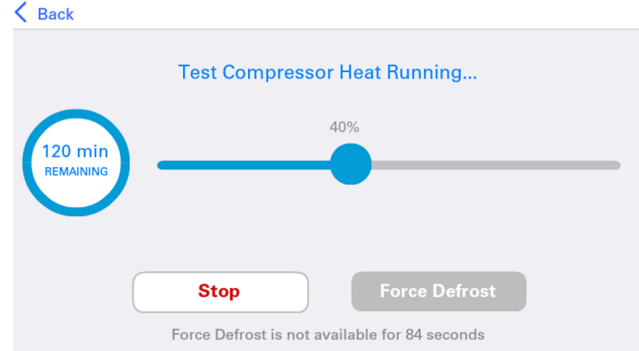 Back
Test Compressor Heat Running...
40%
120 min
REMAINING
Stop
Force Defrost
Force Defrost is not available for 84 seconds